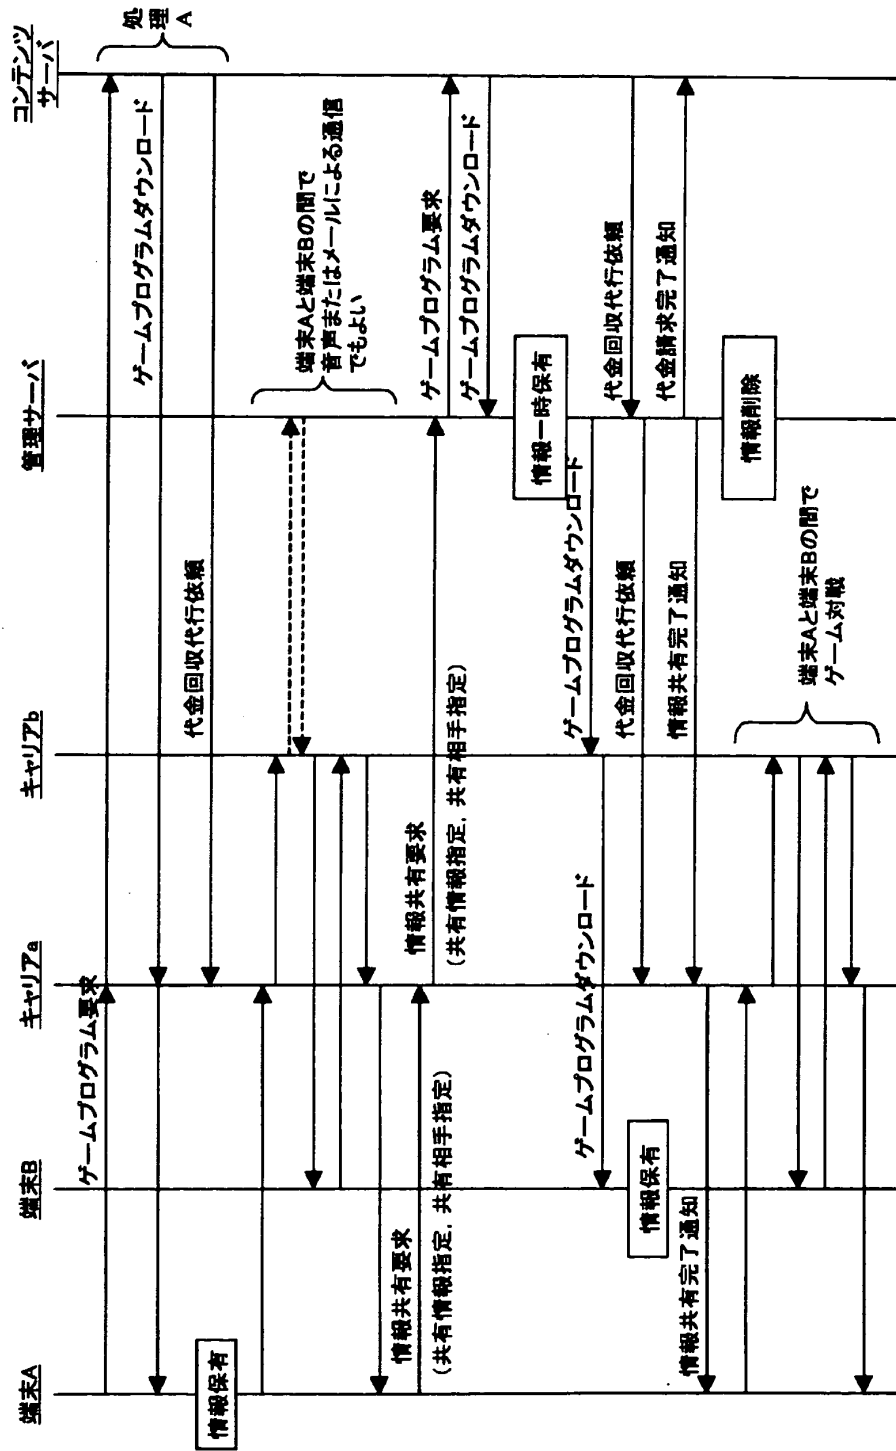 端末A
端末B
キャリアa
キャリアb
管理サーバ
コンテンツ
サーバ
処理A
ゲームプログラム要求
ゲームプログラムダウンロード
情報保有
代金回収代行依頼
端末Aと端末Bの間で
音声またはメールによる通信
でもよい
情報共有要求
(共有情報指定, 共有相手指定)
情報共有要求
(共有情報指定, 共有相手指定)
ゲームプログラム要求
ゲームプログラムダウンロード
情報一時保有
ゲームプログラムダウンロード
ゲームプログラムダウンロード
情報保有
代金回収代行依頼
代金回収代行依頼
情報共有完了通知
情報共有完了通知
代金請求完了通知
情報削除
端末Aと端末Bの間で
ゲーム対戦